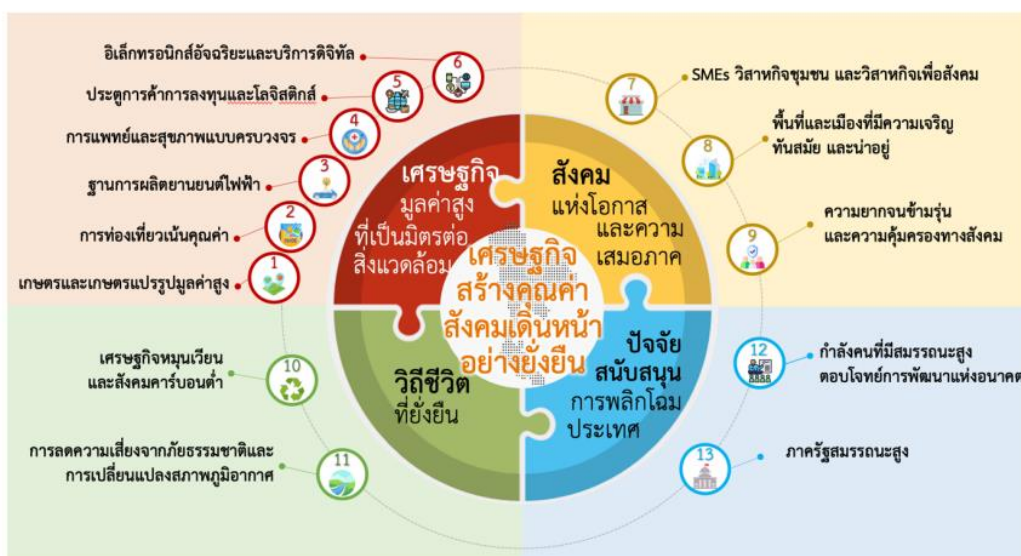 อิเล็กทรอนิกส์อัจฉริยะและบริการดิจิทัล
6
ประตูการค้าการลงทุนและโลจิสติกส์
5
การแพทย์และสุขภาพแบบครบวงจร
4
ฐานการผลิตยานยนต์ไฟฟ้า
3
การท่องเที่ยวเน้นคุณค่า
2
เกษตรและเกษตรแปรรูปมูลค่าสูง
1
เศรษฐกิจ
มูลค่าสูง
ที่เป็นมิตรต่อ
สิ่งแวดล้อม
7
SMEs วิสาหกิจชุมชน และวิสาหกิจเพื่อสังคม
8
พื้นที่และเมืองที่มีความเจริญ
ทันสมัย และน่าอยู่
9
ความยากจนข้ามรุ่น
และความคุ้มครองทางสังคม
สังคม
แห่งโอกาส
และความ
เสมอภาค
เศรษฐกิจ
สร้างคุณค่า
สังคมเดินหน้า
อย่างยั่งยืน
10
เศรษฐกิจหมุนเวียน
และสังคมคาร์บอนต่ำ
11
การลดความเสี่ยงจากภัยธรรมชาติและ
การเปลี่ยนแปลงสภาพภูมิอากาศ
วิถีชีวิต
ที่ยั่งยืน
ปัจจัย
สนับสนุน
การพลิกโฉม
ประเทศ
12
กำลังคนที่มีสมรรถนะสูง
ตอบโจทย์การพัฒนาแห่งอนาคต
13
ภาครัฐสมรรถนะสูง